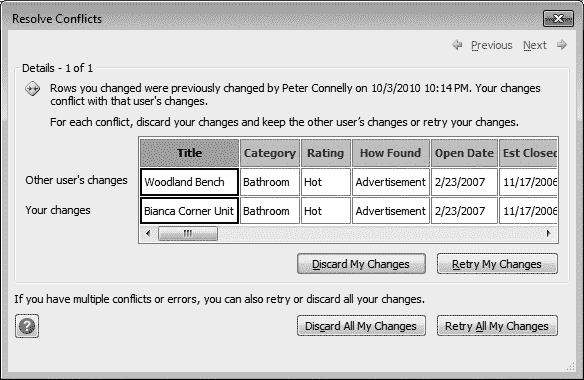 Resolve Conflicts
Previous Next
Details - 1 of 1
Rows you changed were previously changed by Peter Connelly on 10/3/2010 10:14 PM. Your changes
conflict with that user's changes.
For each conflict, discard your changes and keep the other user's changes or retry your changes.
Title Category Rating How Found Open Date Est Closed
Other user's changes Woodland Bench Bathroom Hot Advertisement 2/23/2007 11/17/2006
Your changes Bianca Corner Unit Bathroom Hot Advertisement 2/23/2007 11/17/2006
Discard My Changes Retry My Changes
If you have multiple conflicts or errors, you can also retry or discard all your changes.
Discard All My Changes Retry All My Changes